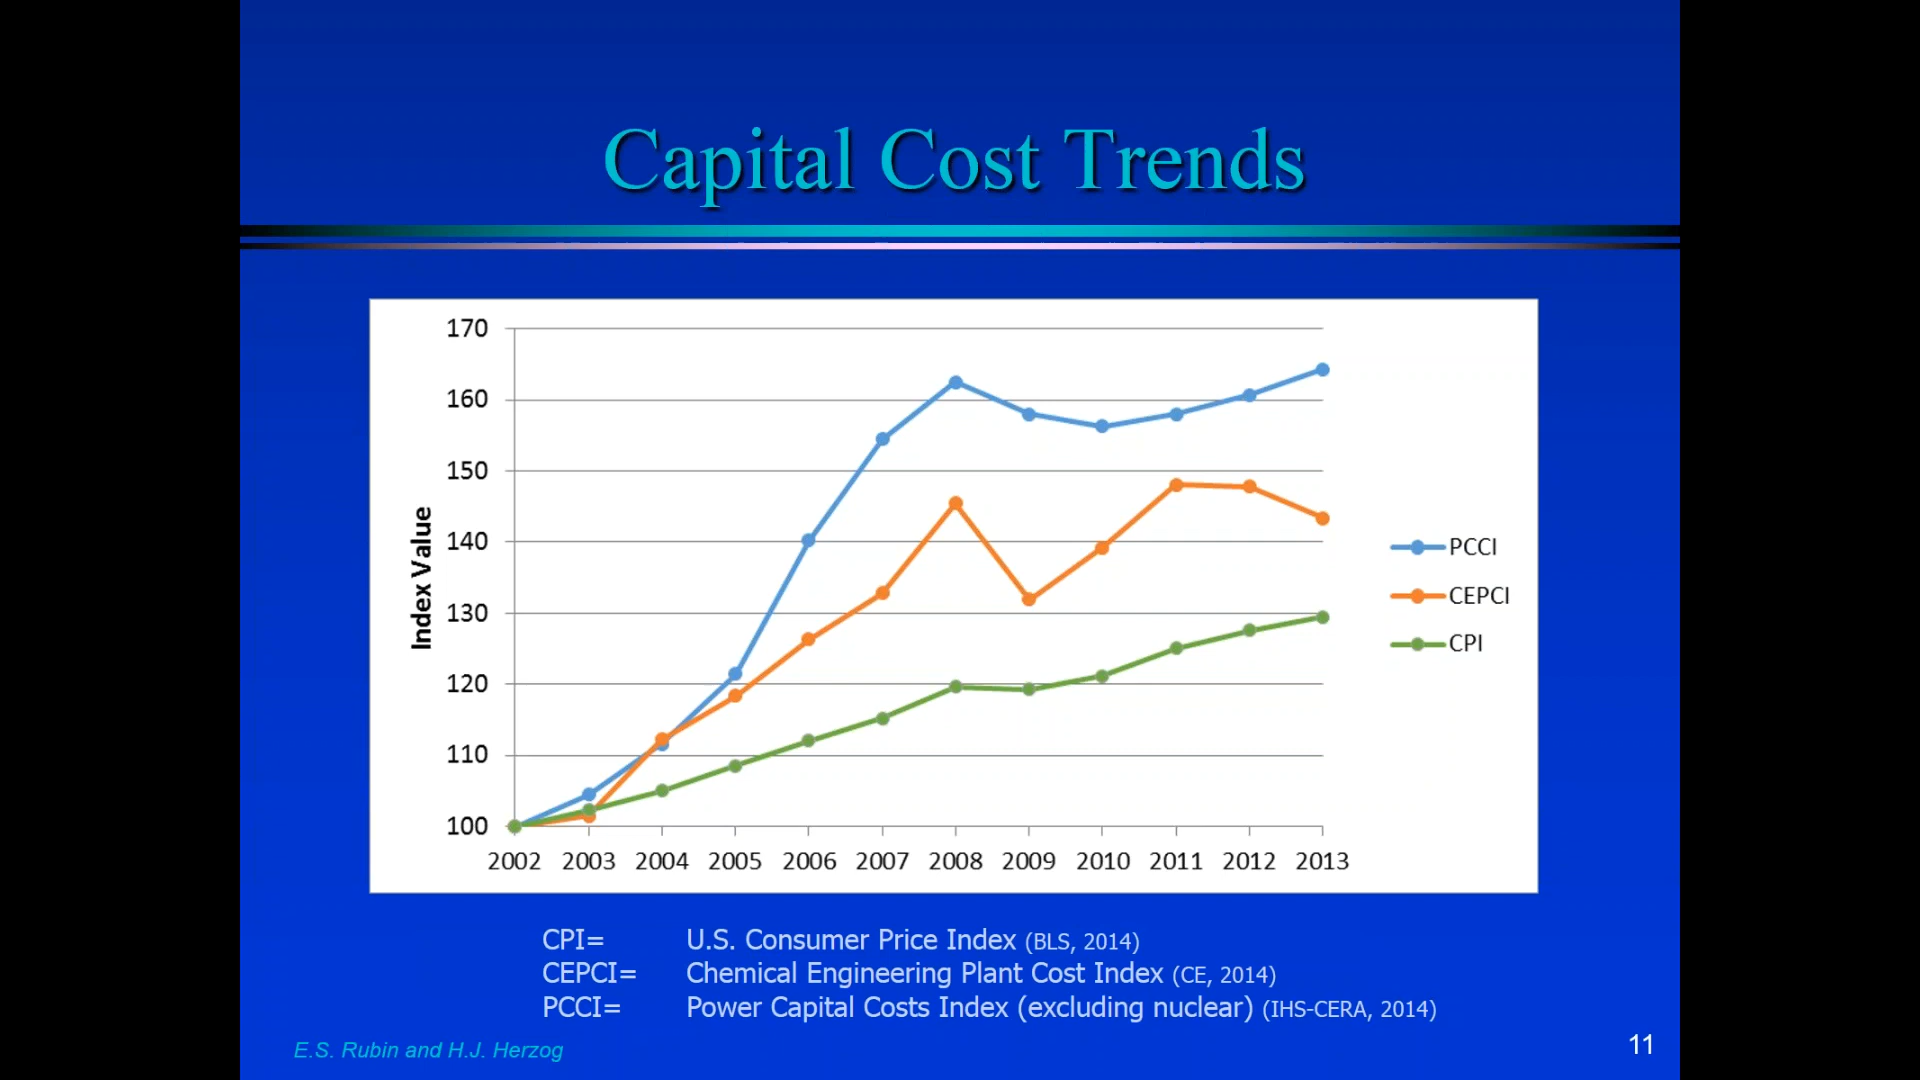 Capital Cost Trends
170
160
150
140
130
120
110
100
Index Value
2002 2003 2004 2005 2006 2007 2008 2009 2010 2011 2012 2013
PCCI
CEPCI
CPI
CPI= U.S. Consumer Price Index (BLS, 2014)
CEPCI= Chemical Engineering Plant Cost Index (CE, 2014)
PCCI= Power Capital Costs Index (excluding nuclear) (IHS-CERA, 2014)
E.S. Rubin and H.J. Herzog
11